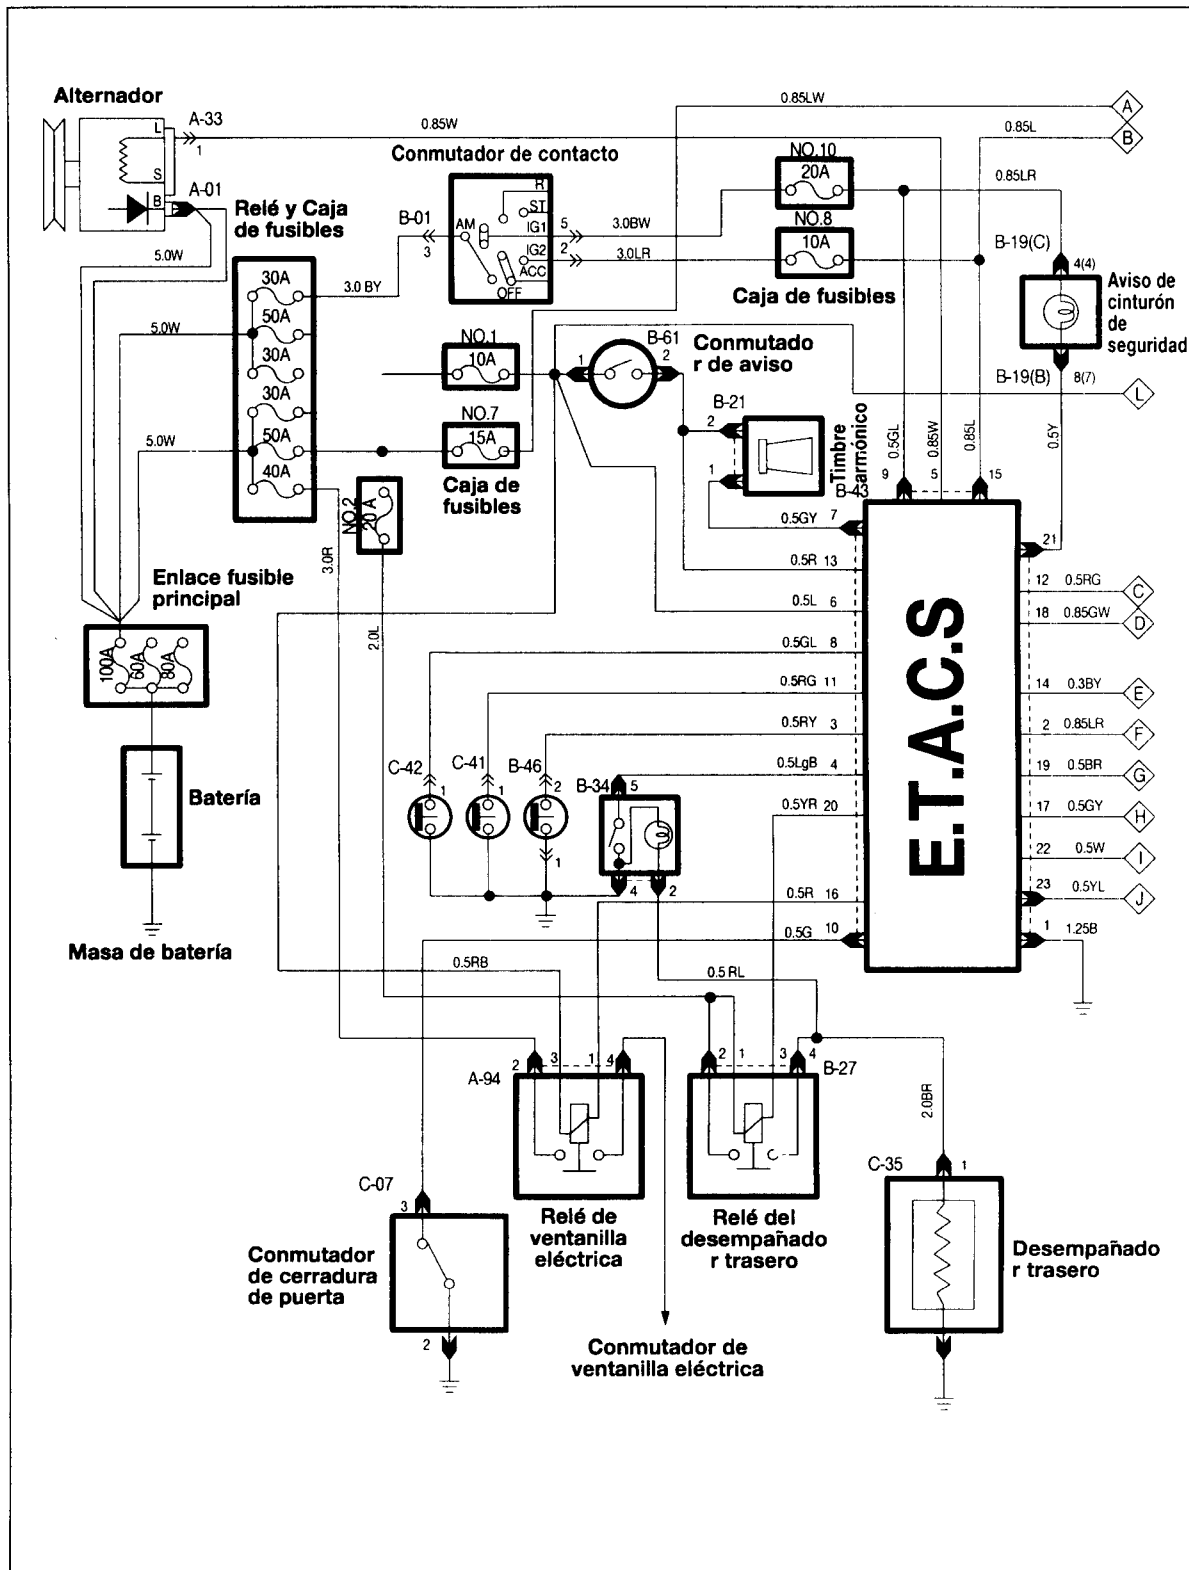 Alternador
L
A-33
1
S
B
A-01
0.85W
0.85LW
A
0.85L
B
Conmutador de contacto
R
ST
AM
IG1
IG2
ACC
OFF
B-01
3
5
3.0BW
2
3.0LR
NO.10
20A
NO.8
10A
Caja de fusibles
0.85LR
B-19(C)
4(4)
Aviso de
cinturón
de
seguridad
B-19(B)
8(7)
Relé y Caja
de fusibles
5.0W
5.0W
5.0W
30A
50A
30A
30A
50A
40A
3.0 BY
NO.1
10A
NO.7
15A
Caja de
fusibles
NO.2
20 A
B-61
1
2
Conmutado
r de aviso
L
B-21
2
1
Timbre
armónico
0.5GL
0.85W
0.85L
0.5Y
9
5
15
B-43
21
E.T.A.C.S
0.5GY
7
0.5R
13
0.5L
6
0.5GL
8
0.5RG
11
0.5RY
3
0.5LgB
4
0.5YR
20
0.5R
16
0.5G
10
12
0.5RG
C
18
0.85GW
D
14
0.3BY
E
2
0.85LR
F
19
0.5BR
G
17
0.5GY
H
22
0.5W
I
23
0.5YL
J
1
1.25B
3.0R
2.0L
Enlace fusible
principal
100A
60A
80A
Batería
Masa de batería
C-42
1
C-41
1
B-46
2
1
B-34
5
4
2
0.5RB
0.5 RL
A-94
2
3
1
4
2
1
3
4
B-27
2.0BR
C-07
3
2
Conmutador
de cerradura
de puerta
Relé de
ventanilla
eléctrica
Relé del
desempañado
r trasero
C-35
1
Desempañado
r trasero
Conmutador de
ventanilla eléctrica